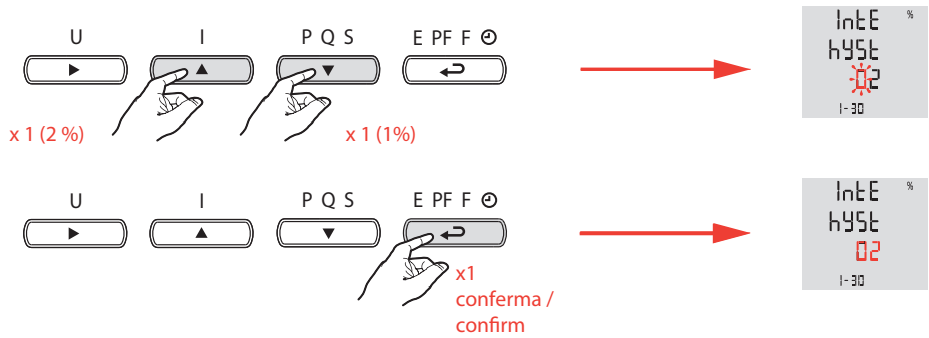 U I P Q S E PF F
x 1 (2 %) x 1 (1%)
IntE %
hYSt
02
1-30
U I P Q S E PF F
x1
conferma /
confirm
IntE %
hYSt
02
1-30